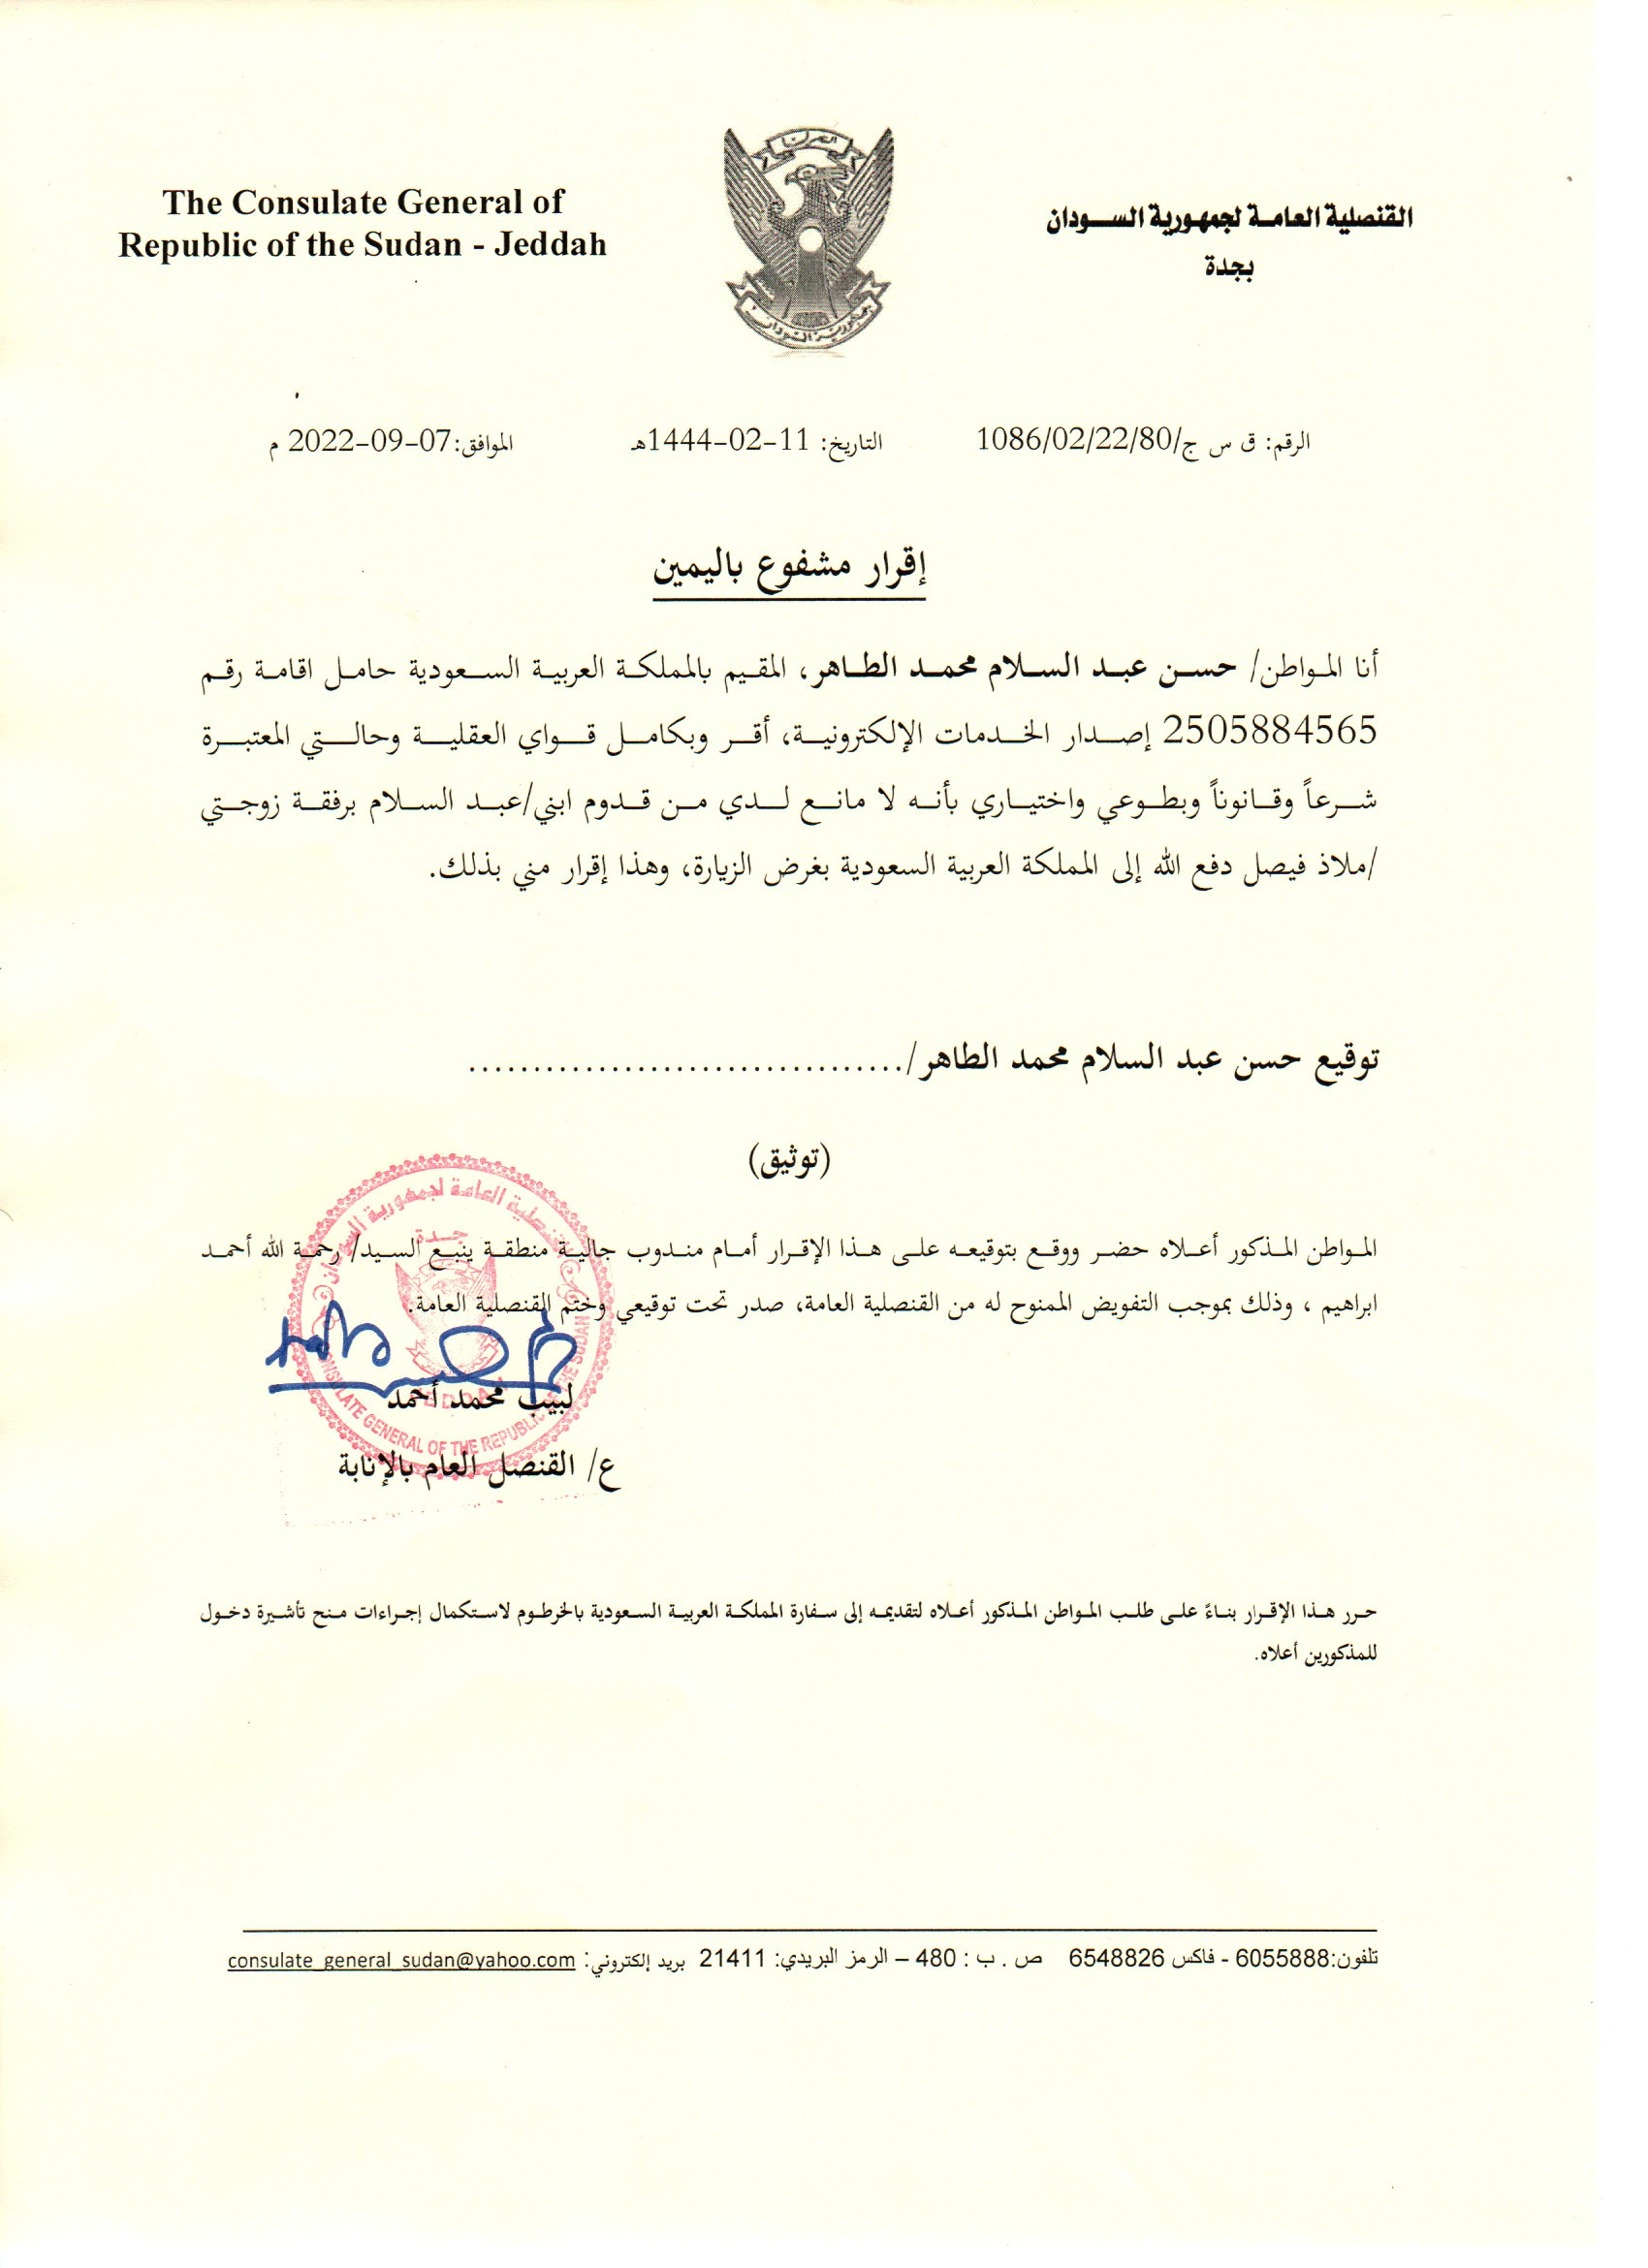 The Consulate General of
Republic of the Sudan - Jeddah
القنصلية العامة لجمهورية السودان
بجدة
جمهورية السودان
الرقم: ق س ج/1086/02/22/80 التاريخ: 11-02-1444هـ الموافق:07-09-2022 م
إقرار مشفوع باليمين
أنا المواطن/ حسن عبد السلام محمد الطاهر، المقيم بالمملكة العربية السعودية حامل اقامة رقم
2505884565 إصدار الخدمات الإلكترونية، أقر وبكامل قواي العقلية وحالتي المعتبرة
شرعاً وقانوناً وبطوعي واختياري بأنه لا مانع لدي من قدوم ابني/عبد السلام برفقة زوجتي
/ملاذ فيصل دفع الله إلى المملكة العربية السعودية بغرض الزيارة، وهذا إقرار مني بذلك.
توقيع حسن عبد السلام محمد الطاهر/..................................
(توثيق)
المواطن المذكور أعلاه حضر ووقع بتوقيعه على هذا الإقرار أمام مندوب جالية منطقة ينبع السيد/ رحمة الله أحمد
ابراهيم ، وذلك بموجب التفويض الممنوح له من القنصلية العامة، صدر تحت توقيعي وختم القنصلية العامة.
القنصلية العامة لجمهورية السودان
جدة
CONSULATE GENERAL OF THE REPUBLIC OF THE SUDAN
لبيب محمد أحمد
ع/ القنصل العام بالإنابة
حرر هذا الإقرار بناءً على طلب المواطن المذكور أعلاه لتقديمه إلى سفارة المملكة العربية السعودية بالخرطوم لاستكمال إجراءات منح تأشيرة دخول
للمذكورين أعلاه.
تلفون:6055888 - فاكس 6548826 ص . ب : 480 – الرمز البريدي: 21411 بريد إلكتروني: consulate_general_sudan@yahoo.com